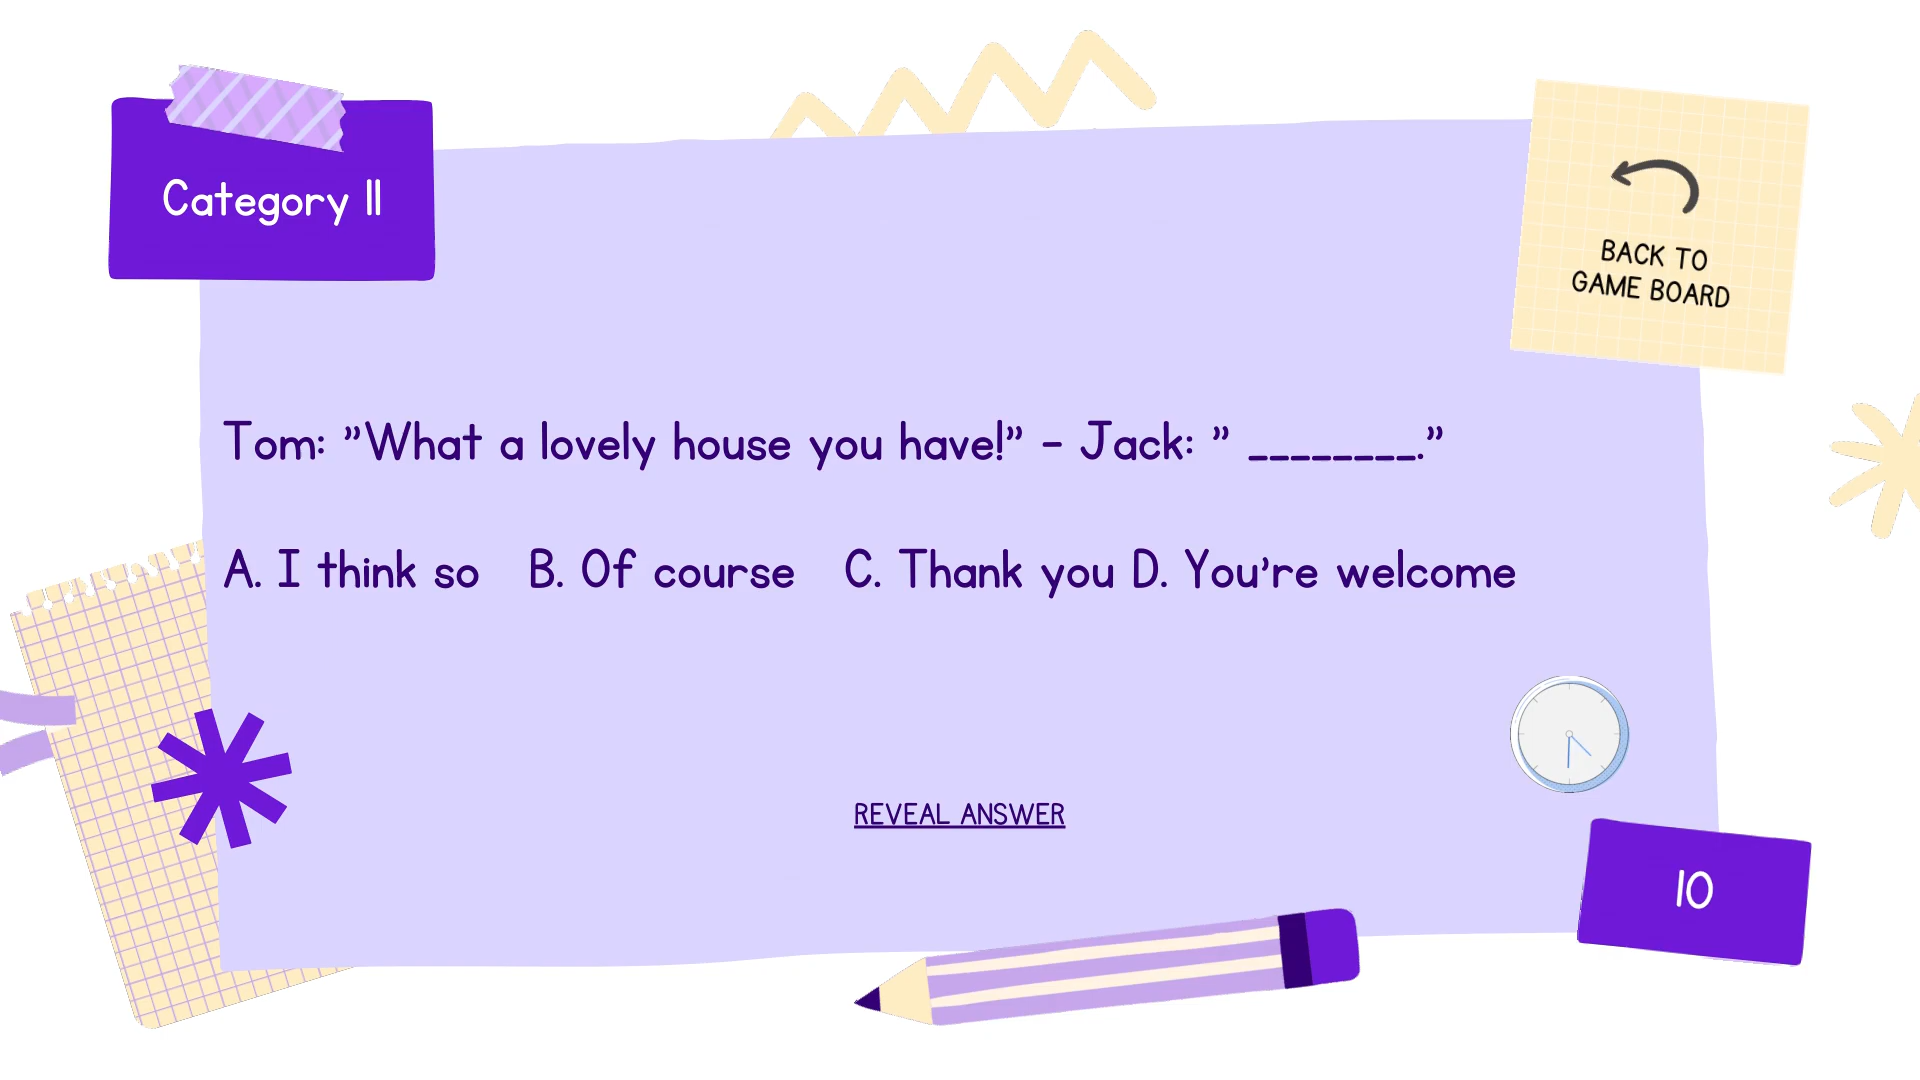 Category II
BACK TO
GAME BOARD
Tom: ”What a lovely house you have!” - Jack: ” ________.”
A. I think so B. Of course C. Thank you D. You’re welcome
REVEAL ANSWER
10